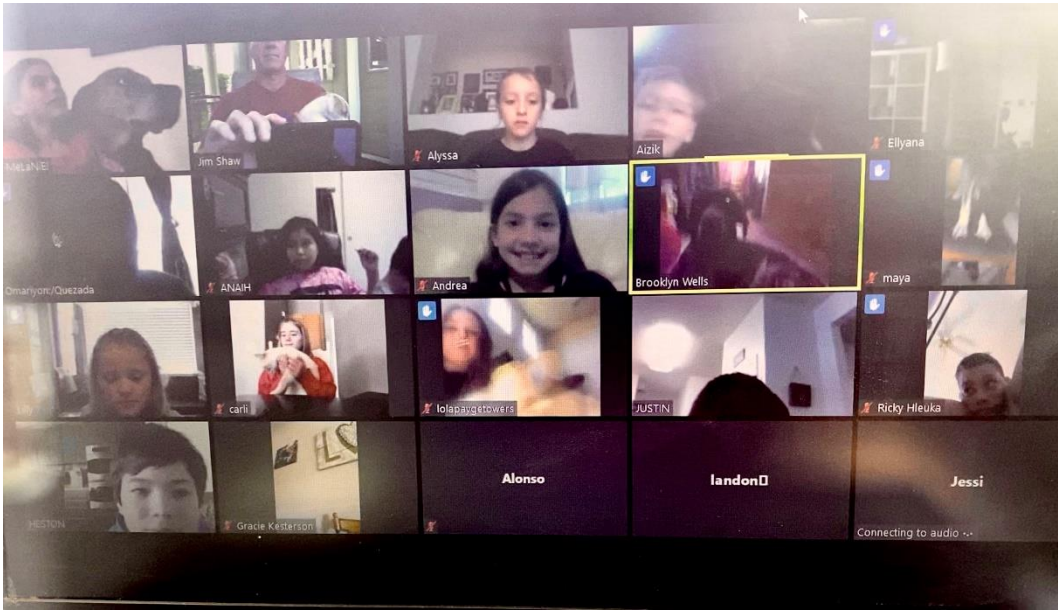 MeLaNiE!
Jim Shaw
Alyssa
Aizik
Ellyana
Omariyon:/Quezada
ANAIH
Andrea
Brooklyn Wells
maya
carli
lolapaygetowers
JUSTIN
Ricky Hleuka
HESTON
Gracie Kesterson
Alonso
landon
Jessi
Connecting to audio